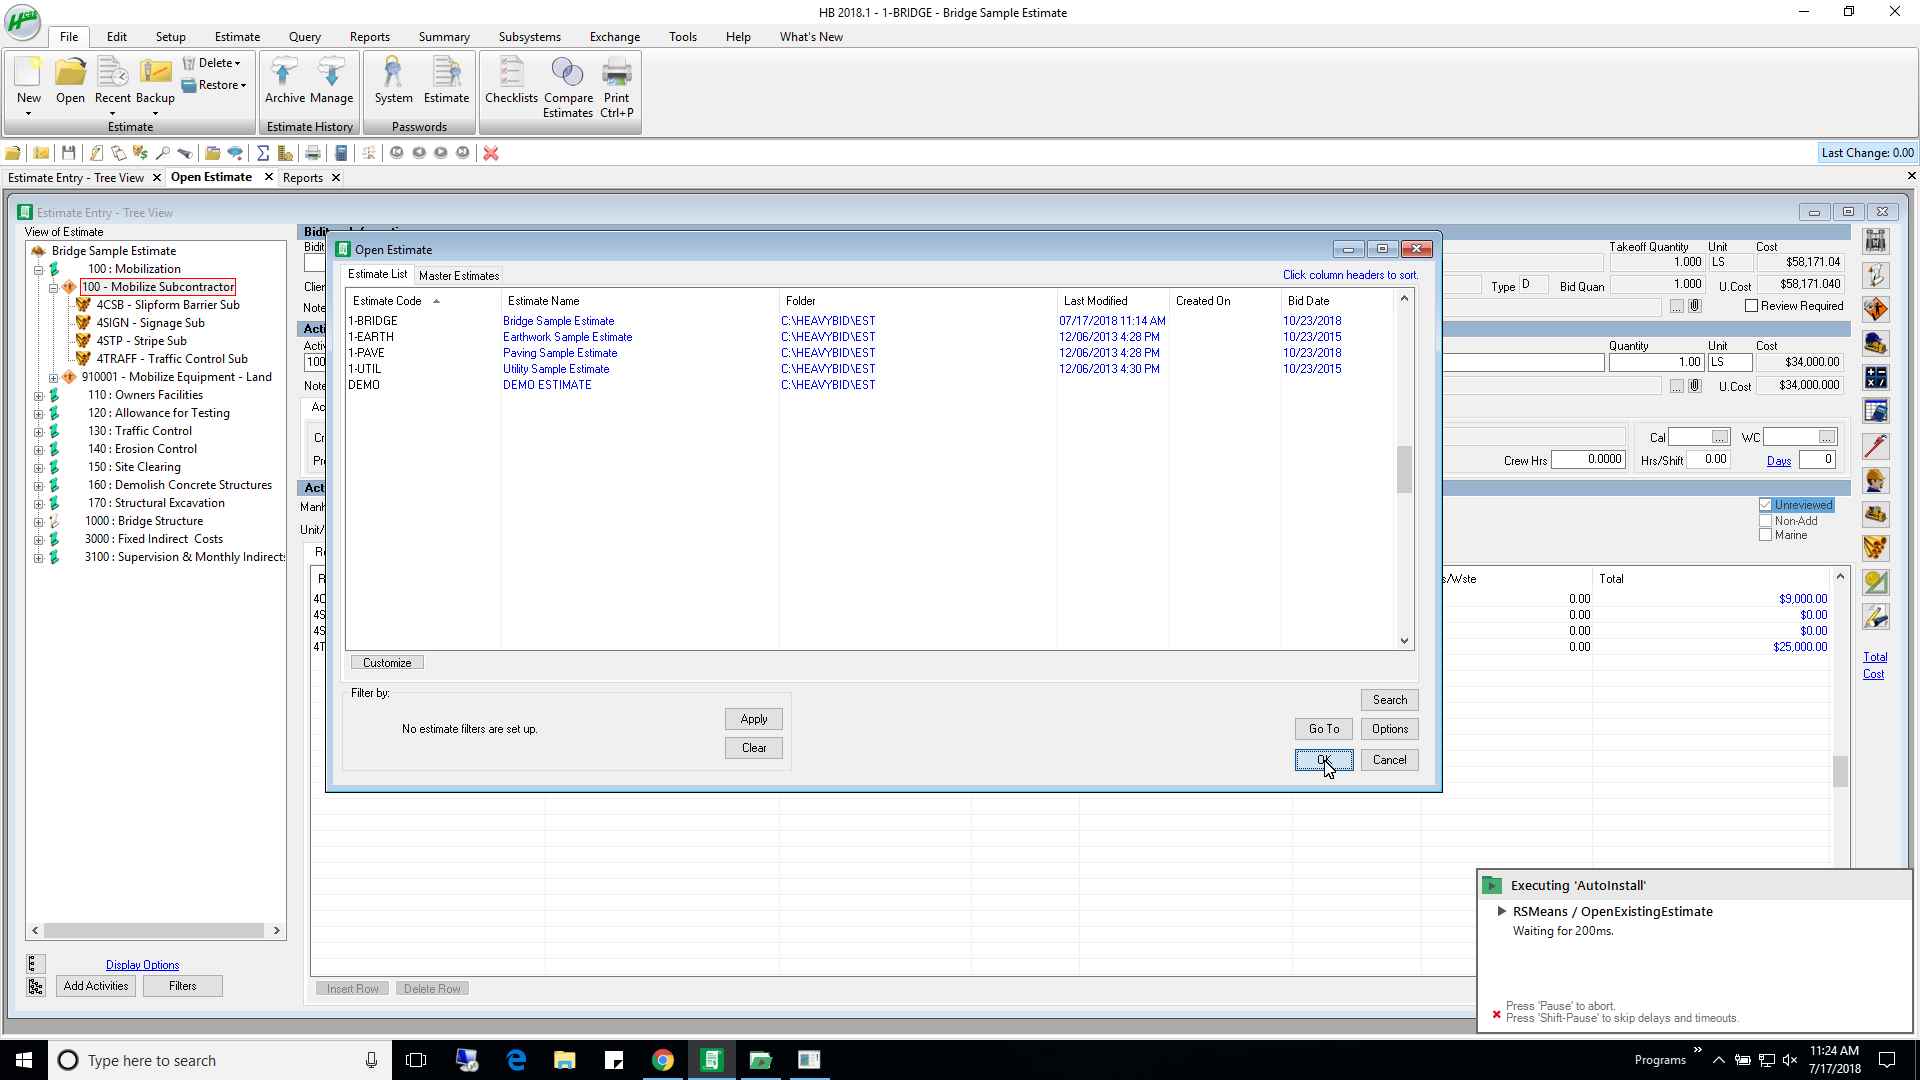 HB 2018.1 - 1-BRIDGE - Bridge Sample Estimate
File Edit Setup Estimate Query Reports Summary Subsystems Exchange Tools Help What's New
New Open Recent Backup Delete Restore
Archive Manage System Estimate Checklists Compare Estimates Print Ctrl+P
Estimate Estimate History Passwords
Last Change: 0.00
Estimate Entry - Tree View Open Estimate Reports
Estimate Entry - Tree View
View of Estimate
Bridge Sample Estimate
100 : Mobilization
100 - Mobilize Subcontractor
4CSB - Slipform Barrier Sub
4SIGN - Signage Sub
4STP - Stripe Sub
4TRAFF - Traffic Control Sub
910001 - Mobilize Equipment - Land
110 : Owners Facilities
120 : Allowance for Testing
130 : Traffic Control
140 : Erosion Control
150 : Site Clearing
160 : Demolish Concrete Structures
170 : Structural Excavation
1000 : Bridge Structure
3000 : Fixed Indirect Costs
3100 : Supervision & Monthly Indirects
Display Options
Add Activities Filters
Open Estimate
Estimate List Master Estimates
Click column headers to sort.
Estimate Code Estimate Name Folder Last Modified Created On Bid Date
1-BRIDGE Bridge Sample Estimate C:\HEAVYBID\EST 07/17/2018 11:14 AM 10/23/2018
1-EARTH Earthwork Sample Estimate C:\HEAVYBID\EST 12/06/2013 4:28 PM 10/23/2015
1-PAVE Paving Sample Estimate C:\HEAVYBID\EST 12/06/2013 4:28 PM 10/23/2018
1-UTIL Utility Sample Estimate C:\HEAVYBID\EST 12/06/2013 4:30 PM 10/23/2015
DEMO DEMO ESTIMATE C:\HEAVYBID\EST
Customize
Filter by:
No estimate filters are set up.
Apply
Clear
Search
Go To Options
OK Cancel
Takeoff Quantity Unit Cost
1.000 LS $58,171.04
Type D Bid Quan 1.000 U.Cost $58,171.040
... Review Required
Quantity Unit Cost
1.00 LS $34,000.00
... U.Cost $34,000.000
Cal ... WC ...
Crew Hrs 0.0000 Hrs/Shift 0.00 Days 0
Unreviewed
Non-Add
Marine
s/Wste Total
0.00 $9,000.00
0.00 $0.00
0.00 $0.00
0.00 $25,000.00
Total
Cost
Insert Row Delete Row
Executing 'AutoInstall'
RSMeans / OpenExistingEstimate
Waiting for 200ms.
Press 'Pause' to abort.
Press 'Shift-Pause' to skip delays and timeouts.
Type here to search
Programs
11:24 AM
7/17/2018